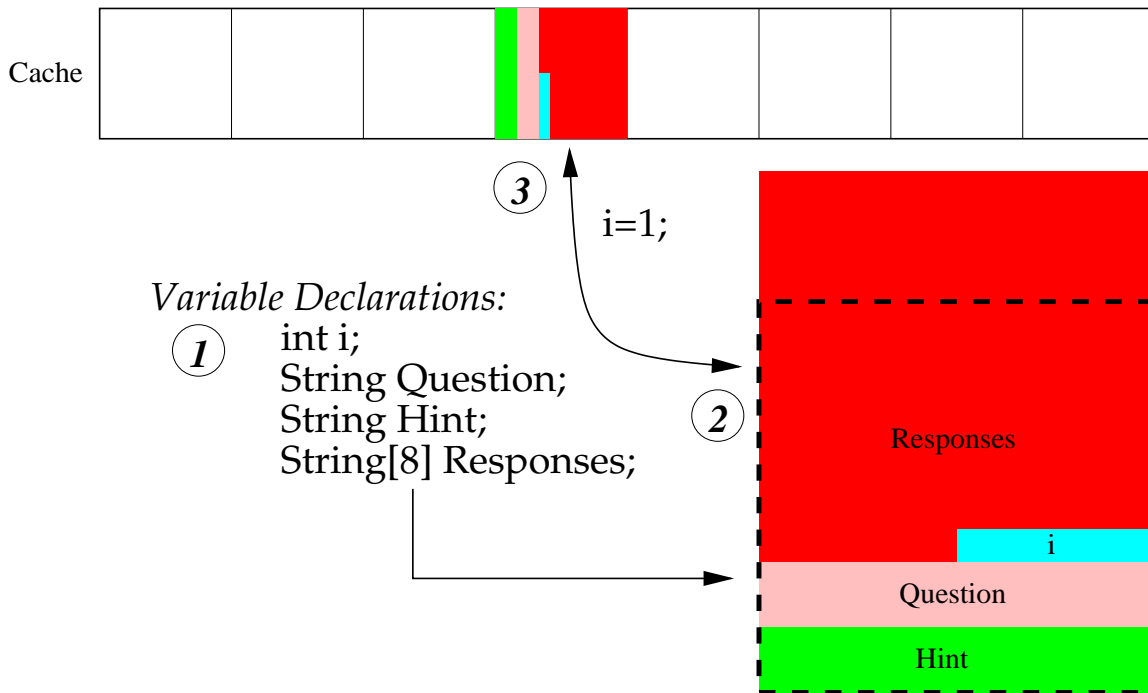 Cache
3
i=1;
Variable Declarations:
1
int i;
String Question;
String Hint;
String[8] Responses;
2
Responses
i
Question
Hint